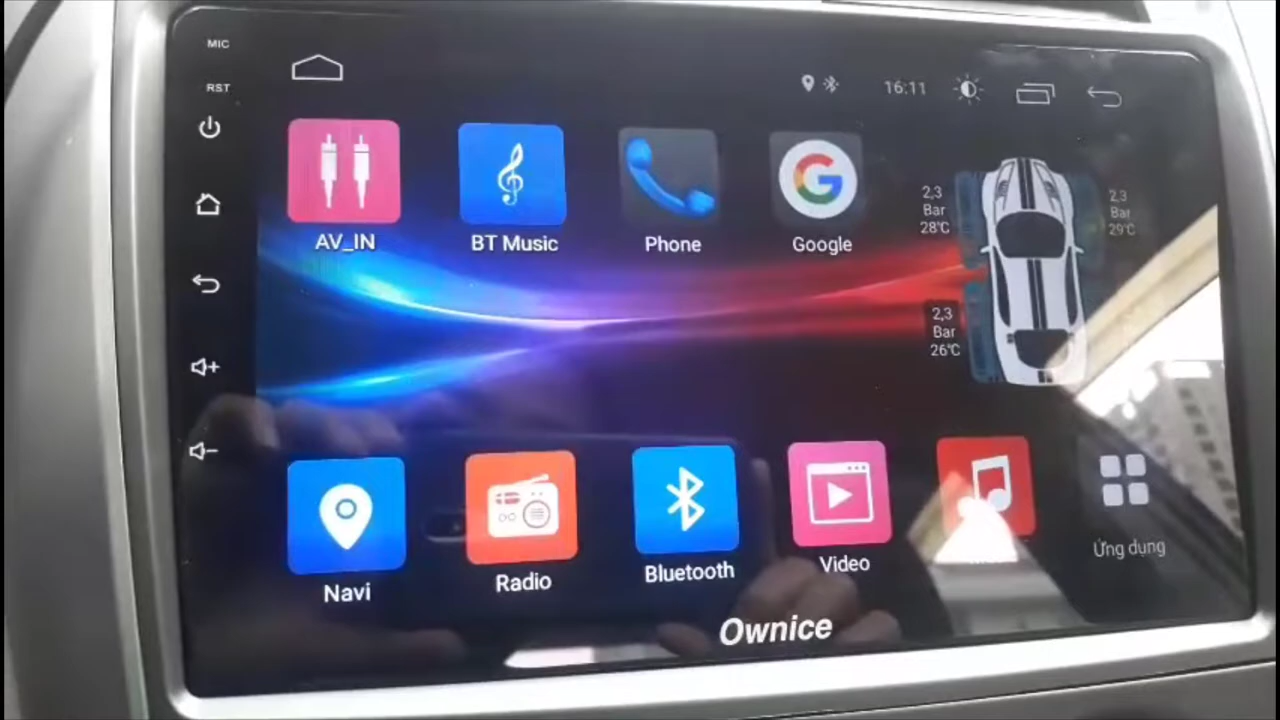 MIC
RST
16:11
AV_IN
BT Music
Phone
Google
2,3
Bar
28°C
2,3
Bar
29°C
2,3
Bar
26°C
Navi
Radio
Bluetooth
Video
Ứng dụng
Ownice